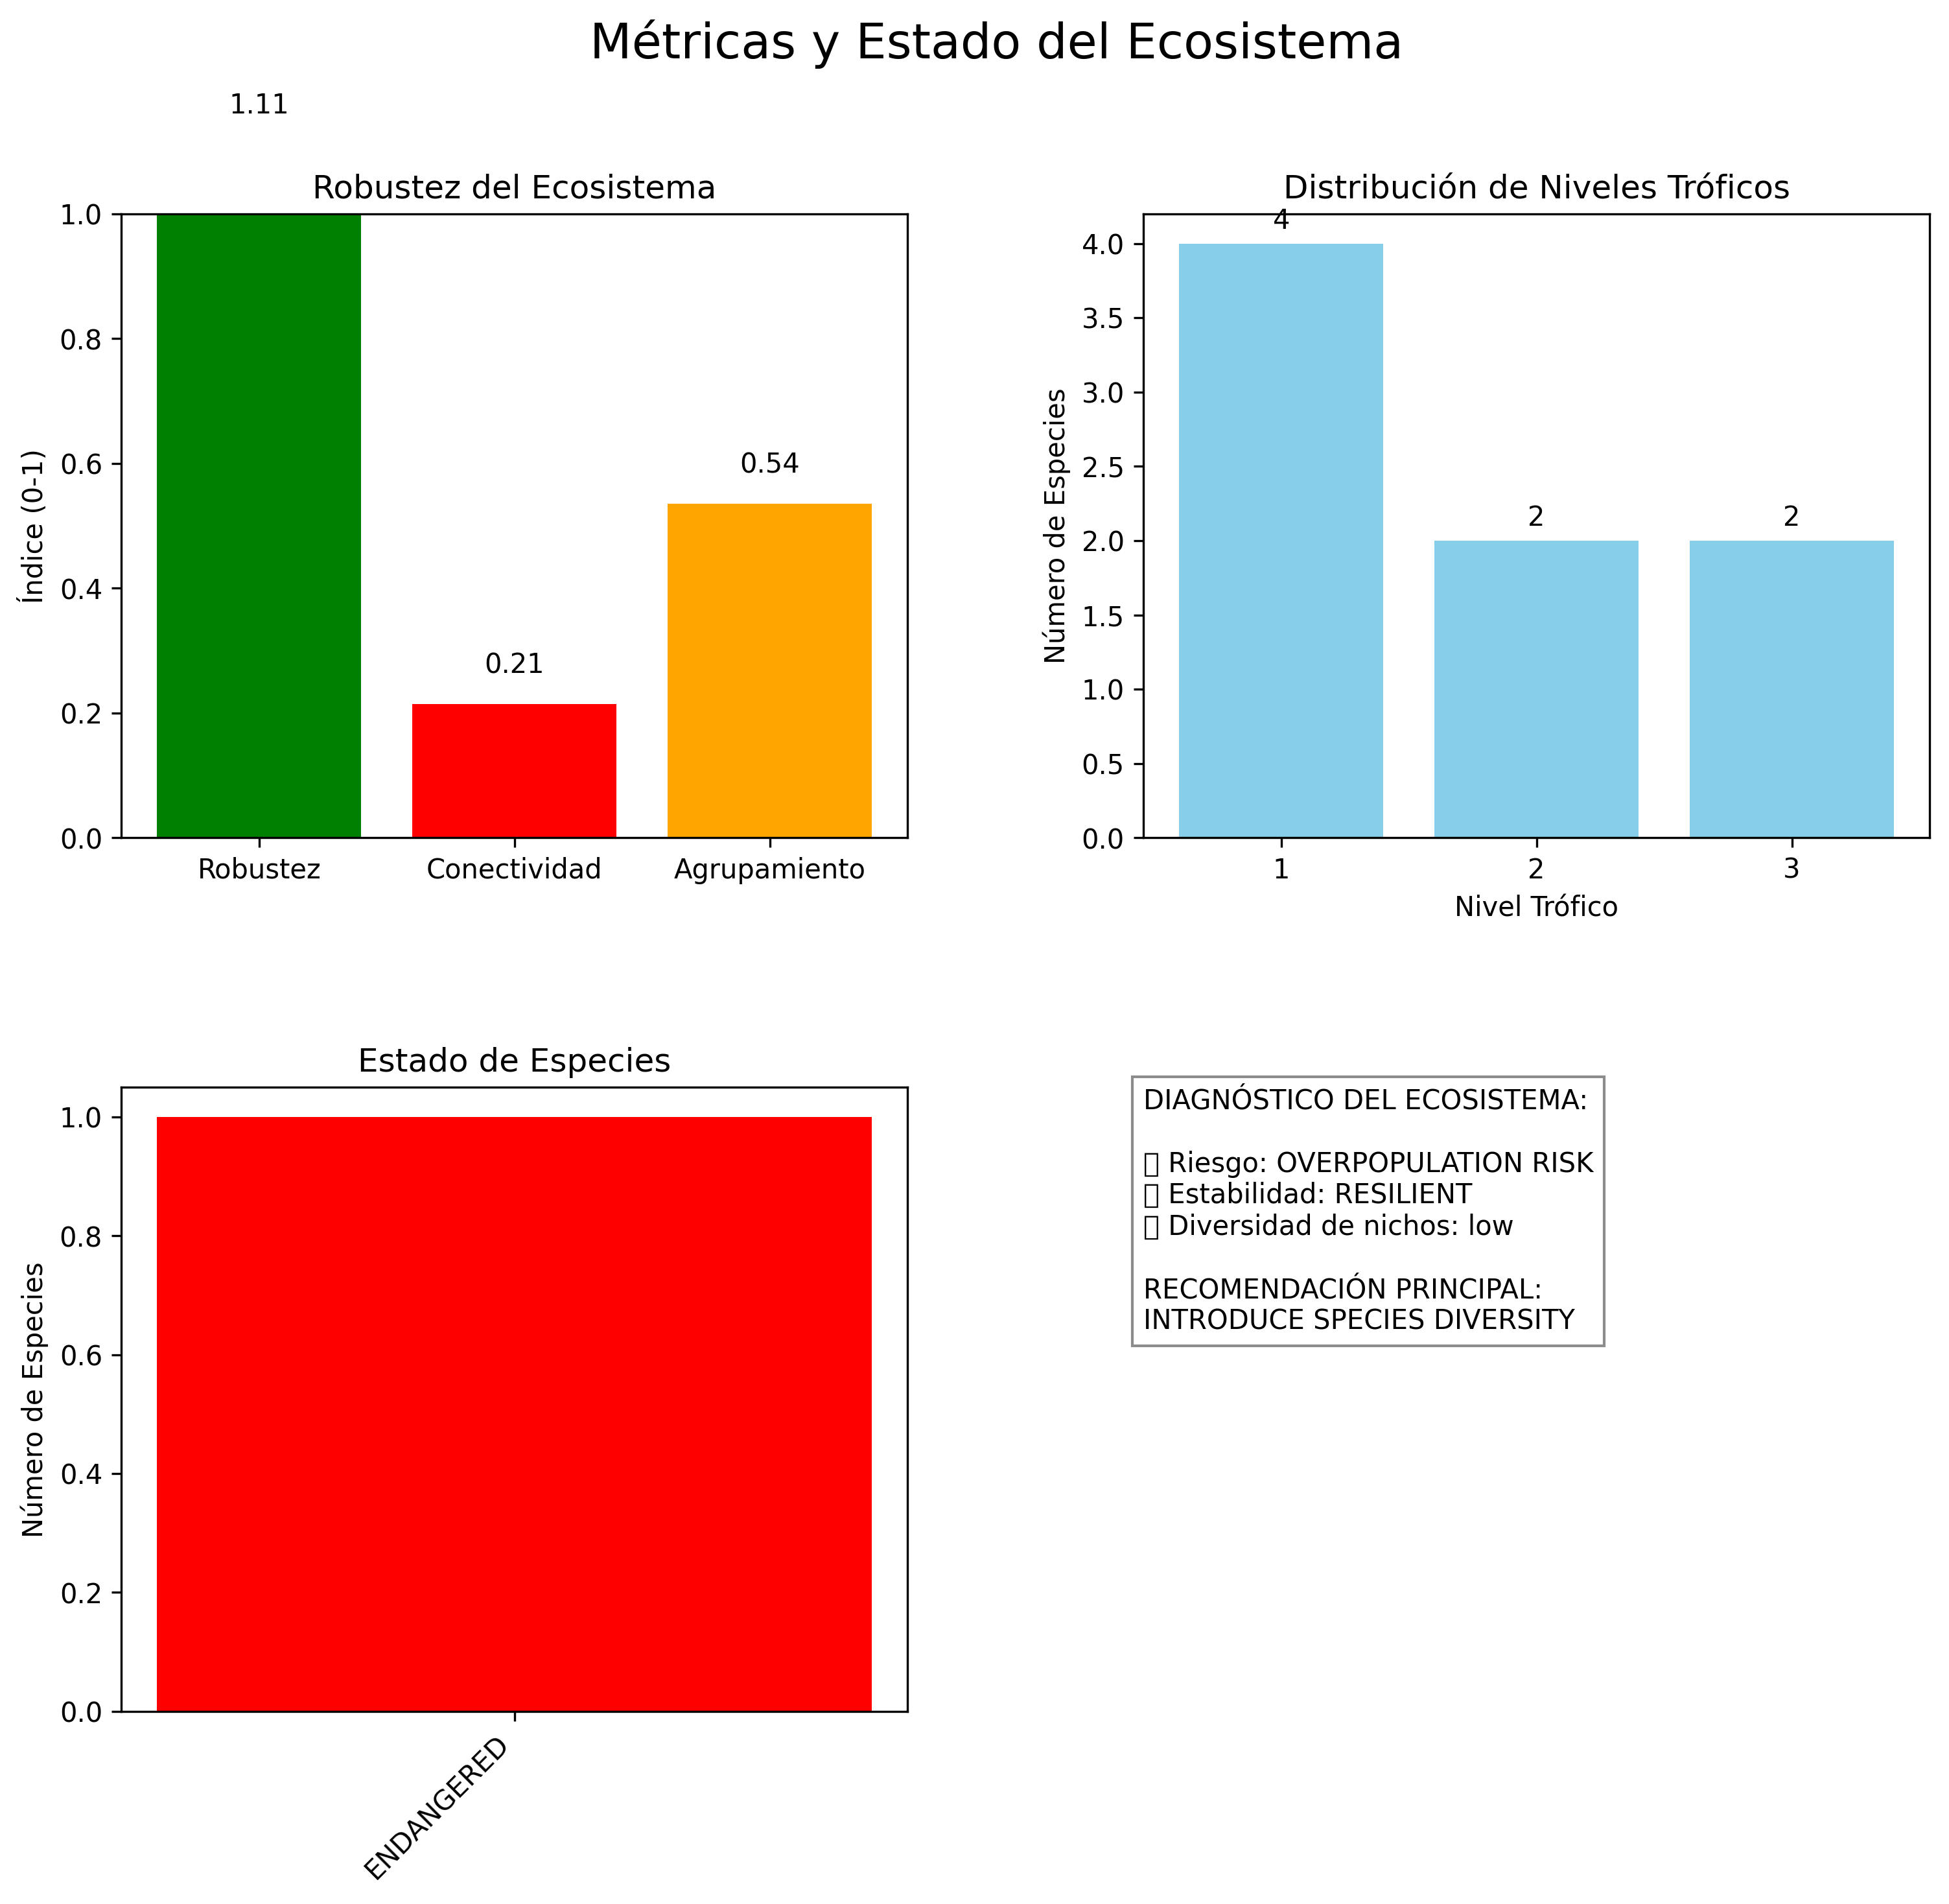 Métricas y Estado del Ecosistema
1.11
Robustez del Ecosistema
Índice (0-1)
1.0
0.8
0.6
0.4
0.2
0.0
0.21
0.54
Robustez Conectividad Agrupamiento
Distribución de Niveles Tróficos
Número de Especies
4.0
3.5
3.0
2.5
2.0
1.5
1.0
0.5
0.0
4
2
2
1 2 3
Nivel Trófico
Estado de Especies
Número de Especies
1.0
0.8
0.6
0.4
0.2
0.0
ENDANGERED
DIAGNÓSTICO DEL ECOSISTEMA:
Riesgo: OVERPOPULATION RISK
Estabilidad: RESILIENT
Diversidad de nichos: low
RECOMENDACIÓN PRINCIPAL:
INTRODUCE SPECIES DIVERSITY